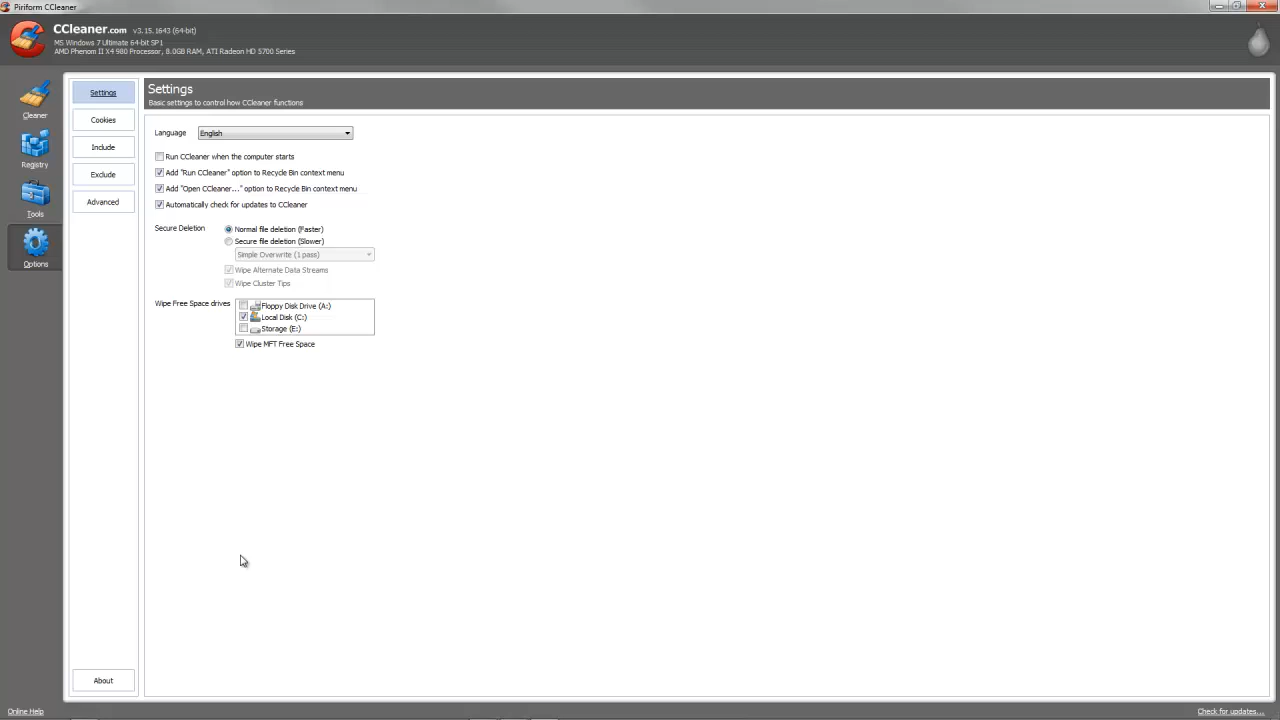 Piriform CCleaner
CCleaner.com v3.15.1643 (64-bit)
MS Windows 7 Ultimate 64-bit SP1
AMD Phenom II X4 980 Processor, 8.0GB RAM, ATI Radeon HD 5700 Series
Cleaner
Registry
Tools
Options
Settings
Cookies
Include
Exclude
Advanced
About
Settings
Basic settings to control how CCleaner functions
Language English
Run CCleaner when the computer starts
Add "Run CCleaner" option to Recycle Bin context menu
Add "Open CCleaner..." option to Recycle Bin context menu
Automatically check for updates to CCleaner
Secure Deletion Normal file deletion (Faster)
Secure file deletion (Slower)
Simple Overwrite (1 pass)
Wipe Alternate Data Streams
Wipe Cluster Tips
Wipe Free Space drives Floppy Disk Drive (A:)
Local Disk (C:)
Storage (E:)
Wipe MFT Free Space
Online Help
Check for updates...